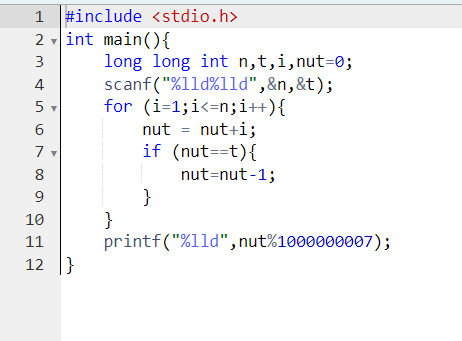 1 #include <stdio.h>
2 int main(){
3     long long int n,t,i,nut=0;
4     scanf("%lld%lld",&n,&t);
5     for (i=1;i<=n;i++){
6         nut = nut+i;
7         if (nut==t){
8             nut=nut-1;
9         }
10     }
11     printf("%lld",nut%1000000007);
12 }